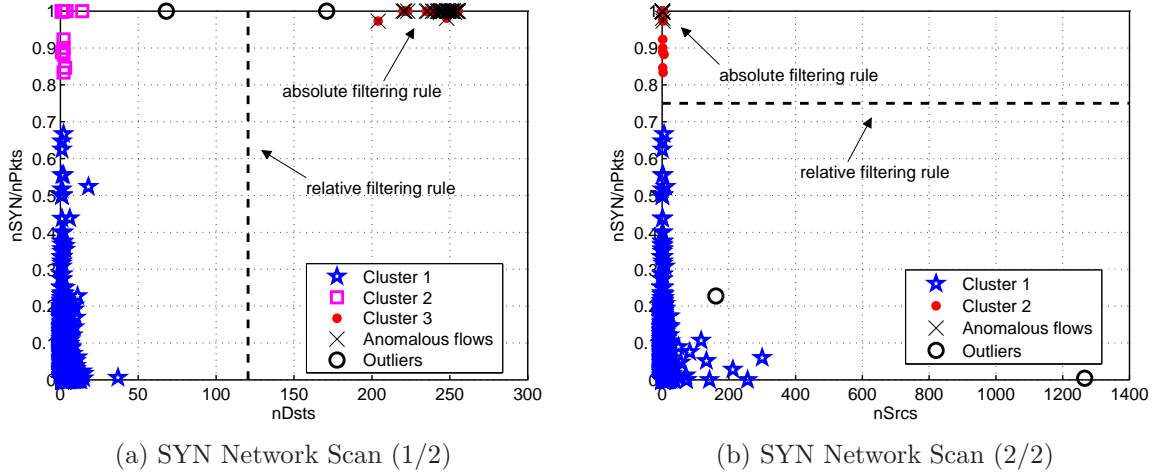 1
0.9
0.8
0.7
0.6
0.5
0.4
0.3
0.2
0.1
0
nSYN/nPkts
absolute filtering rule
relative filtering rule
Cluster 1
Cluster 2
Cluster 3
Anomalous flows
Outliers
0 50 100 150 200 250 300
nDsts
(a) SYN Network Scan (1/2)
1
0.9
0.8
0.7
0.6
0.5
0.4
0.3
0.2
0.1
0
nSYN/nPkts
absolute filtering rule
relative filtering rule
Cluster 1
Cluster 2
Anomalous flows
Outliers
0 200 400 600 800 1000 1200 1400
nSrcs
(b) SYN Network Scan (2/2)